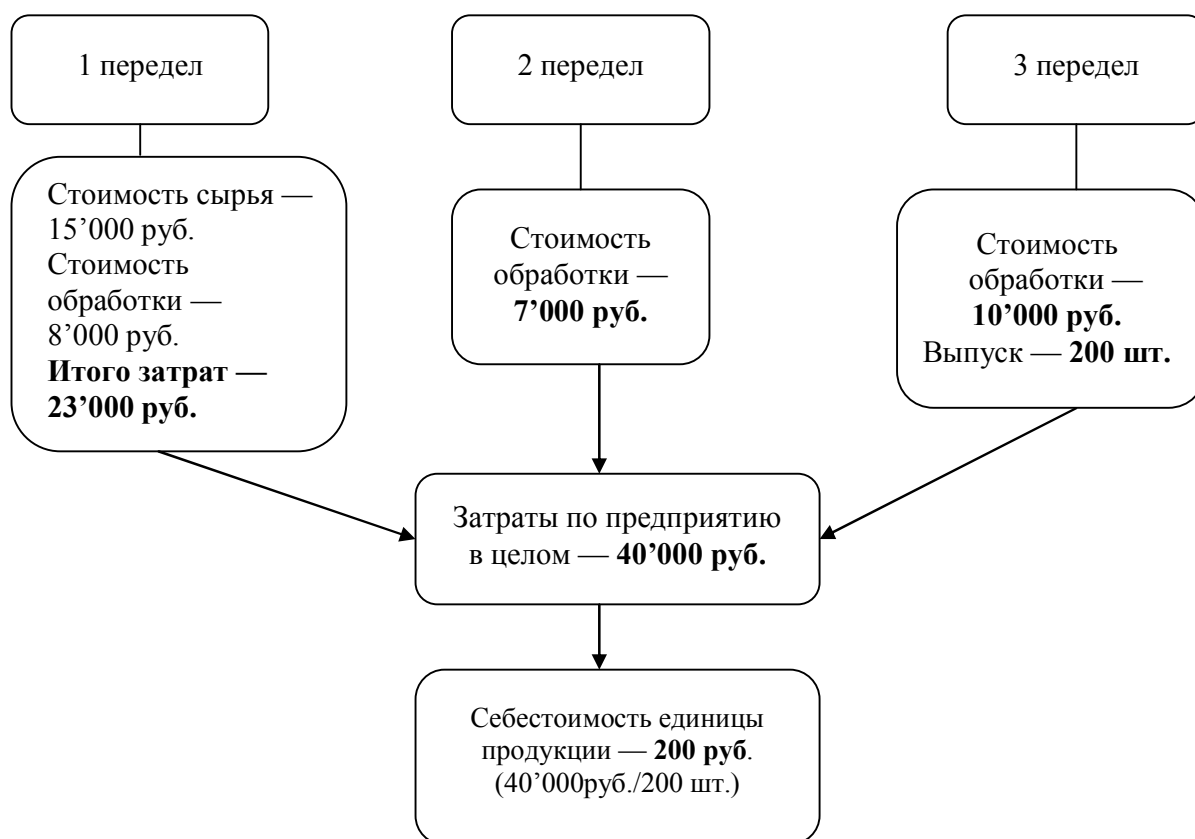 1 передел
2 передел
3 передел
Стоимость сырья —
15’000 руб.
Стоимость
обработки —
8’000 руб.
Итого затрат —
23’000 руб.
Стоимость
обработки —
7’000 руб.
Стоимость
обработки —
10’000 руб.
Выпуск — 200 шт.
Затраты по предприятию
в целом — 40’000 руб.
Себестоимость единицы
продукции — 200 руб.
(40’000руб./200 шт.)